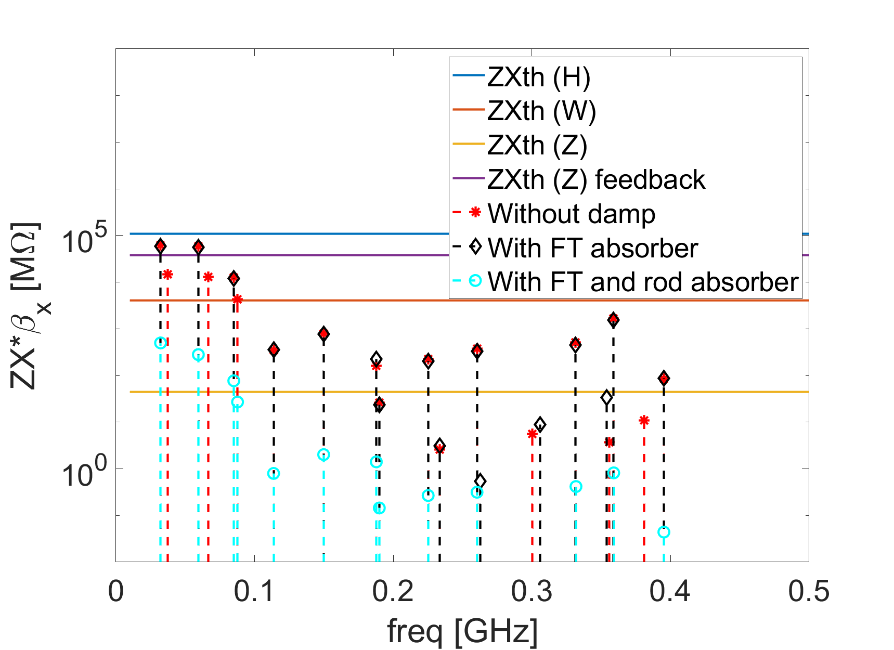 ZXth (H)
ZXth (W)
ZXth (Z)
ZXth (Z) feedback
Without damp
With FT absorber
With FT and rod absorber
10^5
10^0
ZX*β_x [MΩ]
0 0.1 0.2 0.3 0.4 0.5
freq [GHz]